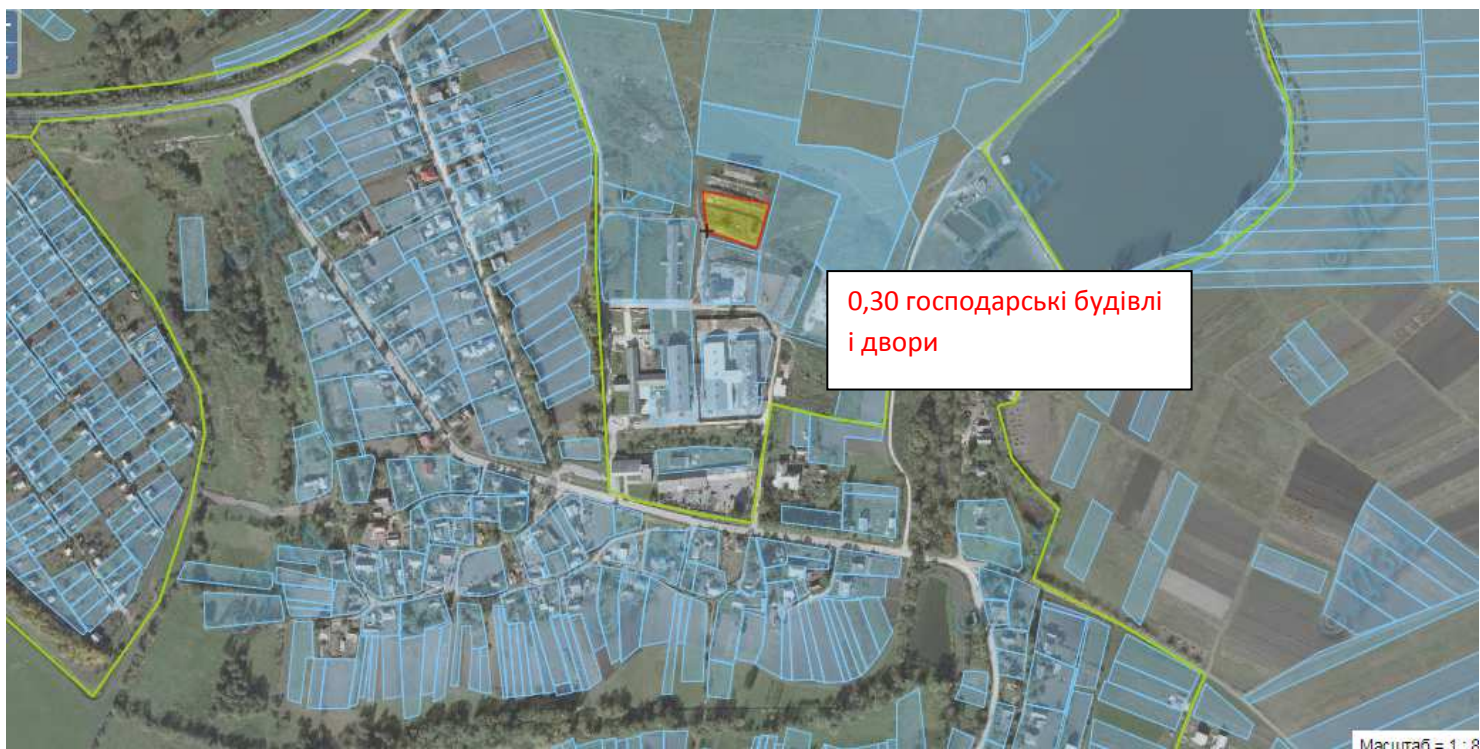 0,30 господарські будівлі
і двори
Масштаб = 1 :